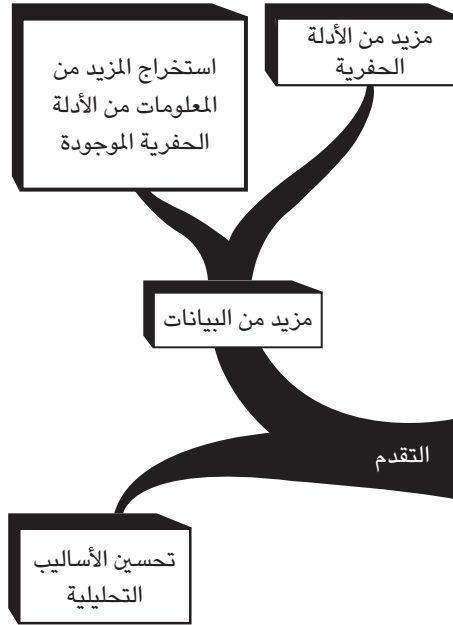 مزيد من الأدلة
الحفرية
استخراج المزيد من
المعلومات من الأدلة
الحفرية الموجودة
مزيد من البيانات
التقدم
تحسين الأساليب
التحليلية